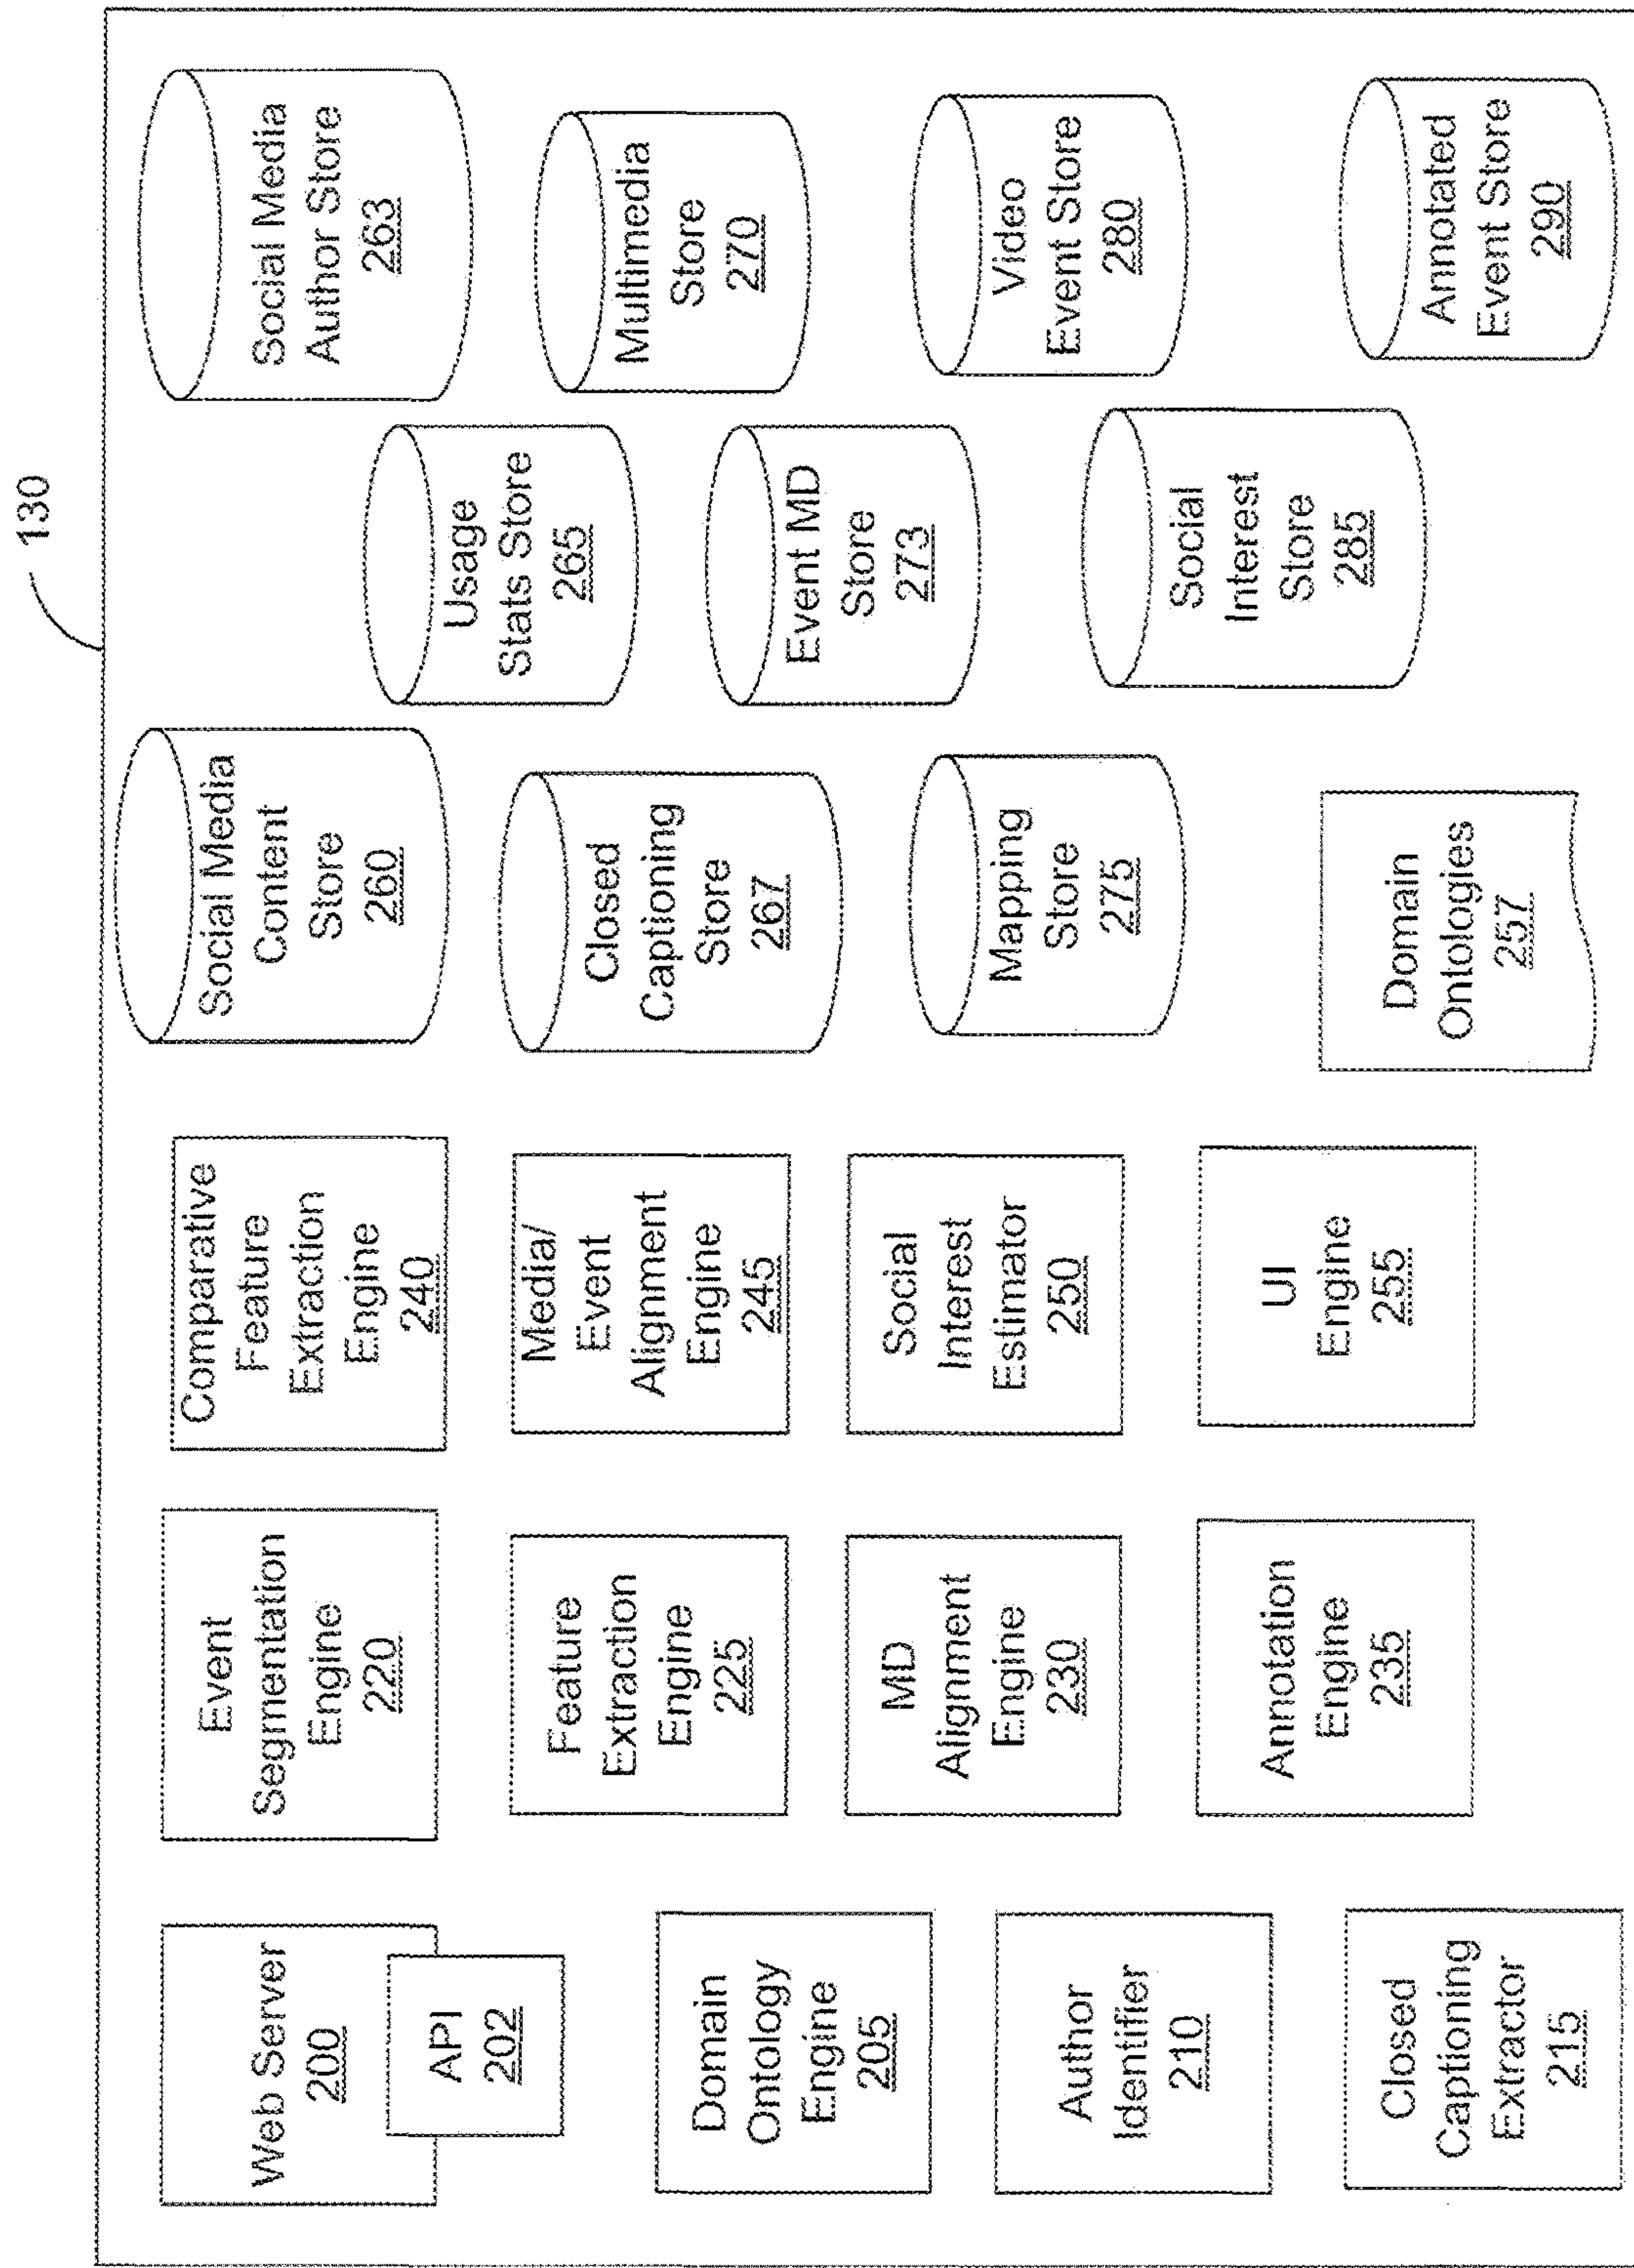 130
Web Server
200
API
202
Domain
Ontology
Engine
205
Author
Identifier
210
Closed
Captioning
Extractor
215
Event
Segmentation
Engine
220
Feature
Extraction
Engine
225
MD
Alignment
Engine
230
Annotation
Engine
235
Comparative
Feature
Extraction
Engine
240
Media/
Event
Alignment
Engine
245
Social
Interest
Estimator
250
UI
Engine
255
Social Media
Content
Store
260
Closed
Captioning
Store
267
Mapping
Store
275
Domain
Ontologies
257
Usage
Stats Store
265
Event MD
Store
273
Social
Interest
Store
285
Social Media
Author Store
263
Multimedia
Store
270
Video
Event Store
280
Annotated
Event Store
290